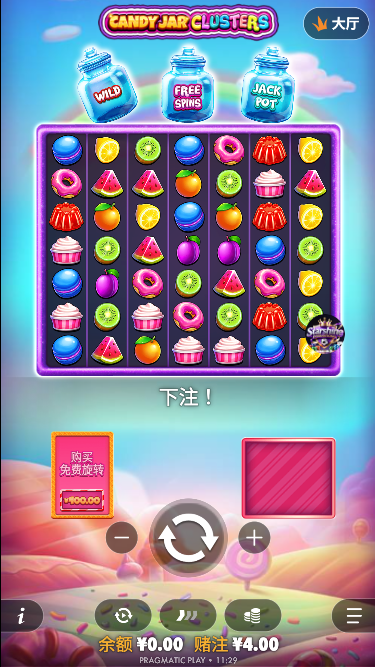 CANDY JAR CLUSTERS
大厅
WILD
FREE SPINS
JACK POT
Starshine
下注！
购买
免费旋转
¥400.00
i
余额 ¥0.00 赌注 ¥4.00
PRAGMATIC PLAY • 11:29